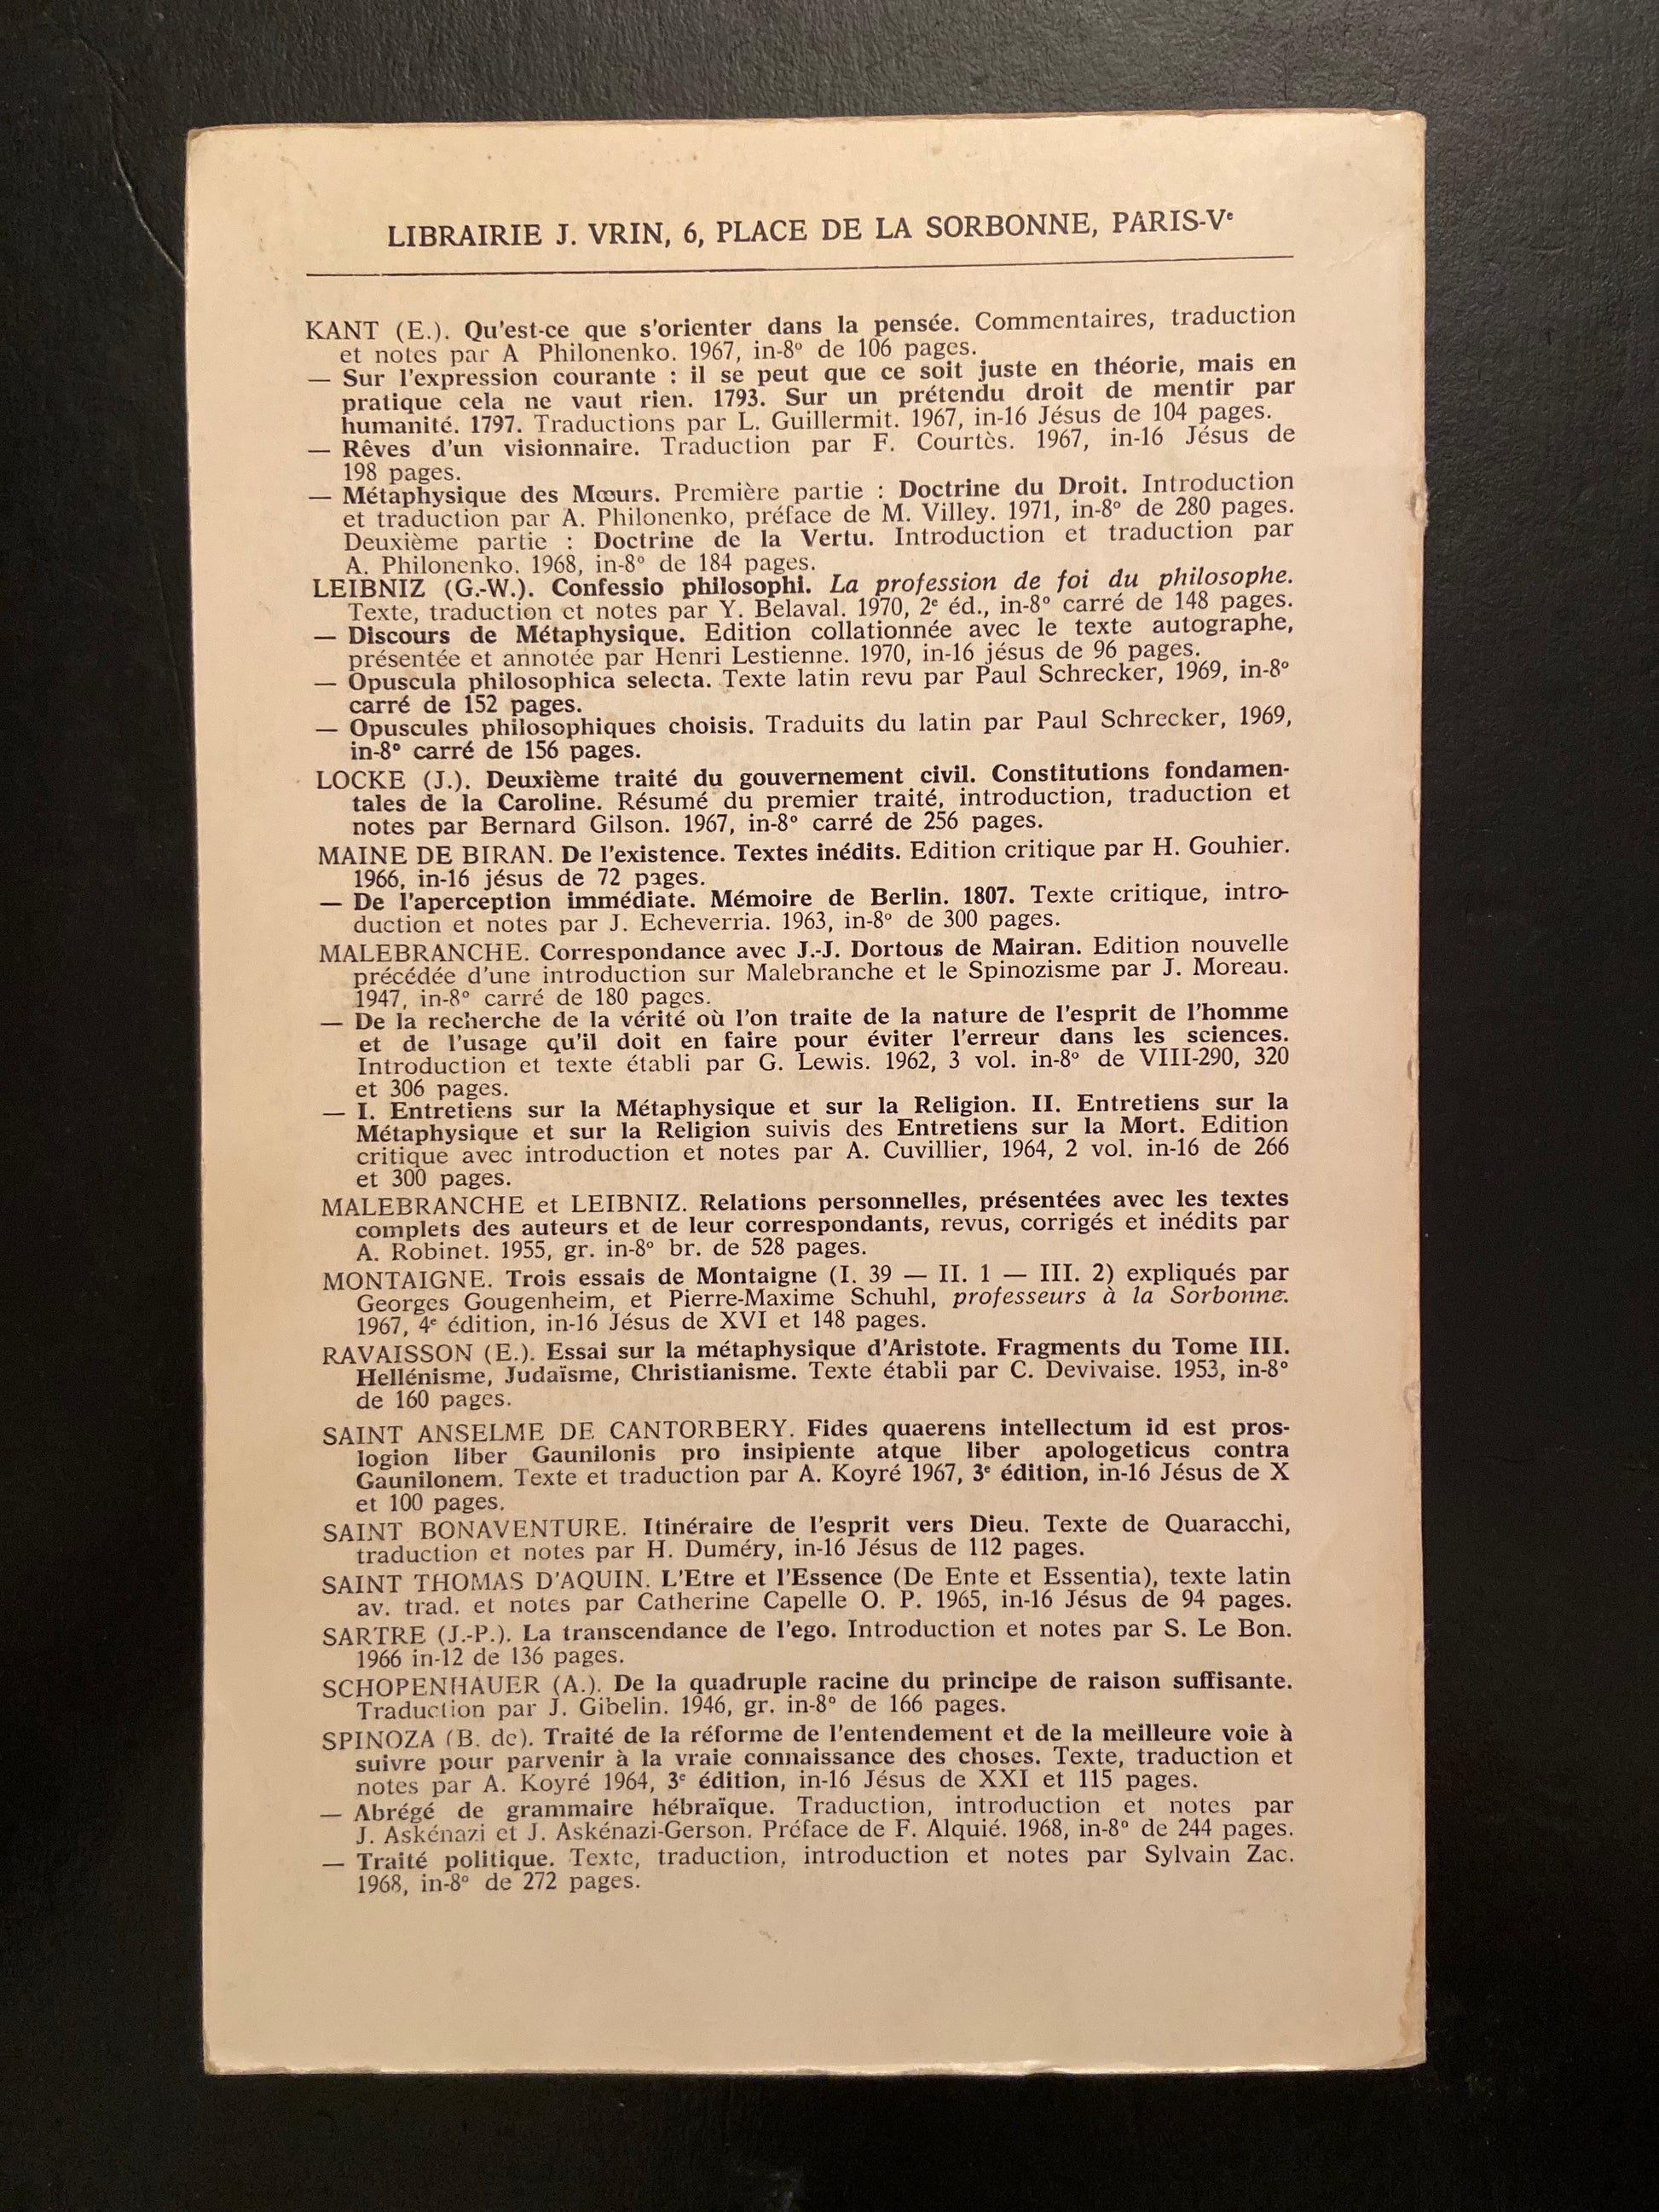 LIBRAIRIE J. VRIN, 6, PLACE DE LA SORBONNE, PARIS-Vᵉ
KANT (E.). Qu'est-ce que s'orienter dans la pensée. Commentaires, traduction
et notes par A Philonenko. 1967, in-8º de 106 pages.
— Sur l'expression courante : il se peut que ce soit juste en théorie, mais en
pratique cela ne vaut rien. 1793. Sur un prétendu droit de mentir par
humanité. 1797. Traductions par L. Guillermit. 1967, in-16 Jésus de 104 pages.
— Rêves d'un visionnaire. Traduction par F. Courtès. 1967, in-16 Jésus de
198 pages.
— Métaphysique des Mœurs. Première partie : Doctrine du Droit. Introduction
et traduction par A. Philonenko, préface de M. Villey. 1971, in-8º de 280 pages.
Deuxième partie : Doctrine de la Vertu. Introduction et traduction par
A. Philonenko. 1968, in-8º de 184 pages.
LEIBNIZ (G.-W.). Confessio philosophi. La profession de foi du philosophe.
Texte, traduction et notes par Y. Belaval. 1970, 2ᵉ éd., in-8º carré de 148 pages.
— Discours de Métaphysique. Edition collationnée avec le texte autographe,
présentée et annotée par Henri Lestienne. 1970, in-16 jésus de 96 pages.
— Opuscula philosophica selecta. Texte latin revu par Paul Schrecker, 1969, in-8º
carré de 152 pages.
— Opuscules philosophiques choisis. Traduits du latin par Paul Schrecker, 1969,
in-8º carré de 156 pages.
LOCKE (J.). Deuxième traité du gouvernement civil. Constitutions fondamen-
tales de la Caroline. Résumé du premier traité, introduction, traduction et
notes par Bernard Gilson. 1967, in-8º carré de 256 pages.
MAINE DE BIRAN. De l'existence. Textes inédits. Edition critique par H. Gouhier.
1966, in-16 jésus de 72 pages.
— De l'aperception immédiate. Mémoire de Berlin. 1807. Texte critique, intro-
duction et notes par J. Echeverria. 1963, in-8º de 300 pages.
MALEBRANCHE. Correspondance avec J.-J. Dortous de Mairan. Edition nouvelle
précédée d'une introduction sur Malebranche et le Spinozisme par J. Moreau.
1947, in-8º carré de 180 pages.
— De la recherche de la vérité où l'on traite de la nature de l'esprit de l'homme
et de l'usage qu'il doit en faire pour éviter l'erreur dans les sciences.
Introduction et texte établi par G. Lewis. 1962, 3 vol. in-8º de VIII-290, 320
et 306 pages.
— I. Entretiens sur la Métaphysique et sur la Religion. II. Entretiens sur la
Métaphysique et sur la Religion suivis des Entretiens sur la Mort. Edition
critique avec introduction et notes par A. Cuvillier, 1964, 2 vol. in-16 de 266
et 300 pages.
MALEBRANCHE et LEIBNIZ. Relations personnelles, présentées avec les textes
complets des auteurs et de leur correspondants, revus, corrigés et inédits par
A. Robinet. 1955, gr. in-8º br. de 528 pages.
MONTAIGNE. Trois essais de Montaigne (I. 39 — II. 1 — III. 2) expliqués par
Georges Gougenheim, et Pierre-Maxime Schuhl, professeurs à la Sorbonne.
1967, 4ᵉ édition, in-16 Jésus de XVI et 148 pages.
RAVAISSON (E.). Essai sur la métaphysique d'Aristote. Fragments du Tome III.
Hellénisme, Judaïsme, Christianisme. Texte établi par C. Devivaise. 1953, in-8º
de 160 pages.
SAINT ANSELME DE CANTORBERY. Fides quaerens intellectum id est pros-
logion liber Gaunilonis pro insipiente atque liber apologeticus contra
Gaunilonem. Texte et traduction par A. Koyré 1967, 3ᵉ édition, in-16 Jésus de X
et 100 pages.
SAINT BONAVENTURE. Itinéraire de l'esprit vers Dieu. Texte de Quaracchi,
traduction et notes par H. Duméry, in-16 Jésus de 112 pages.
SAINT THOMAS D'AQUIN. L'Etre et l'Essence (De Ente et Essentia), texte latin
av. trad. et notes par Catherine Capelle O. P. 1965, in-16 Jésus de 94 pages.
SARTRE (J.-P.). La transcendance de l'ego. Introduction et notes par S. Le Bon.
1966 in-12 de 136 pages.
SCHOPENHAUER (A.). De la quadruple racine du principe de raison suffisante.
Traduction par J. Gibelin. 1946, gr. in-8º de 166 pages.
SPINOZA (B. de). Traité de la réforme de l'entendement et de la meilleure voie à
suivre pour parvenir à la vraie connaissance des choses. Texte, traduction et
notes par A. Koyré 1964, 3ᵉ édition, in-16 Jésus de XXI et 115 pages.
— Abrégé de grammaire hébraïque. Traduction, introduction et notes par
J. Askénazi et J. Askénazi-Gerson. Préface de F. Alquié. 1968, in-8º de 244 pages.
— Traité politique. Texte, traduction, introduction et notes par Sylvain Zac.
1968, in-8º de 272 pages.